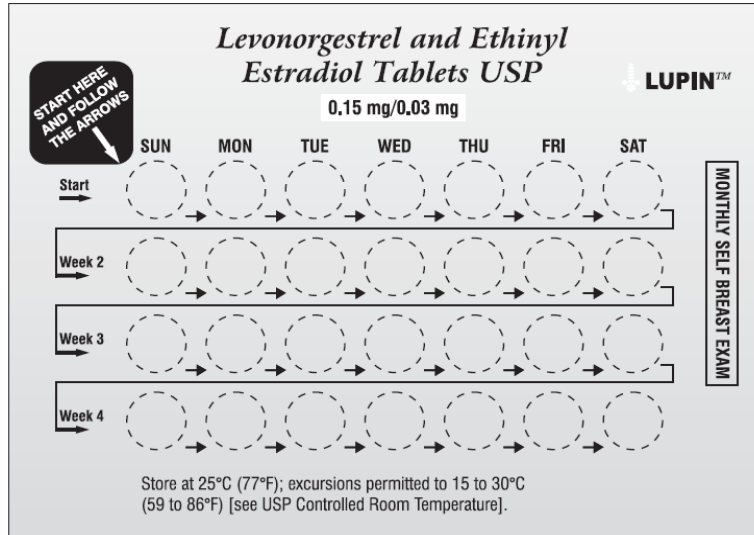 Levonorgestrel and Ethinyl
Estradiol Tablets USP
LUPIN™
0.15 mg/0.03 mg
START HERE
AND FOLLOW
THE ARROWS
SUN MON TUE WED THU FRI SAT
Start
Week 2
Week 3
Week 4
MONTHLY SELF BREAST EXAM
Store at 25°C (77°F); excursions permitted to 15 to 30°C
(59 to 86°F) [see USP Controlled Room Temperature].